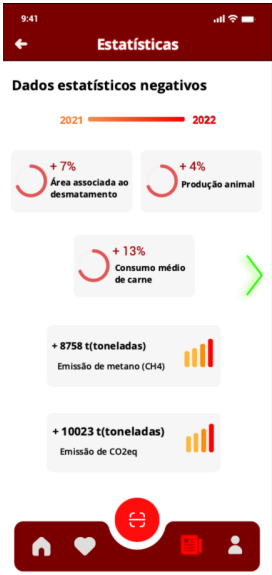 9:41
Estatísticas
Dados estatísticos negativos
2021 2022
+ 7%
Área associada ao
desmatamento
+ 4%
Produção animal
+ 13%
Consumo médio
de carne
+ 8758 t(toneladas)
Emissão de metano (CH4)
+ 10023 t(toneladas)
Emissão de CO2eq